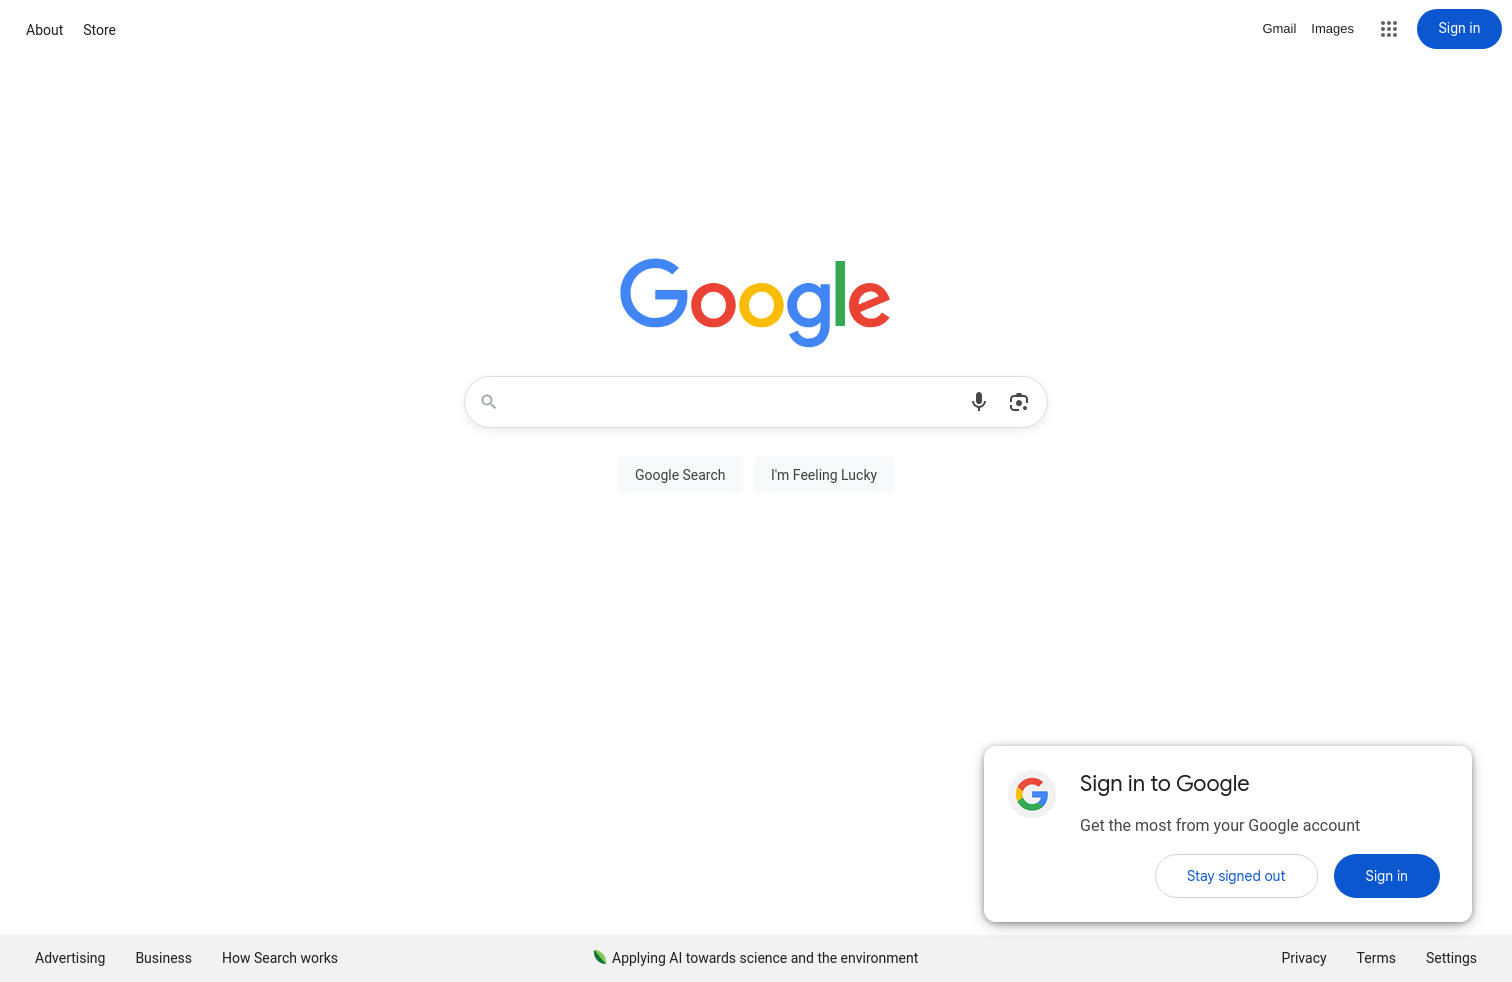 About Store
Gmail Images Sign in
Google
Google Search I'm Feeling Lucky
Sign in to Google
Get the most from your Google account
Stay signed out Sign in
Advertising Business How Search works
Applying AI towards science and the environment
Privacy Terms Settings